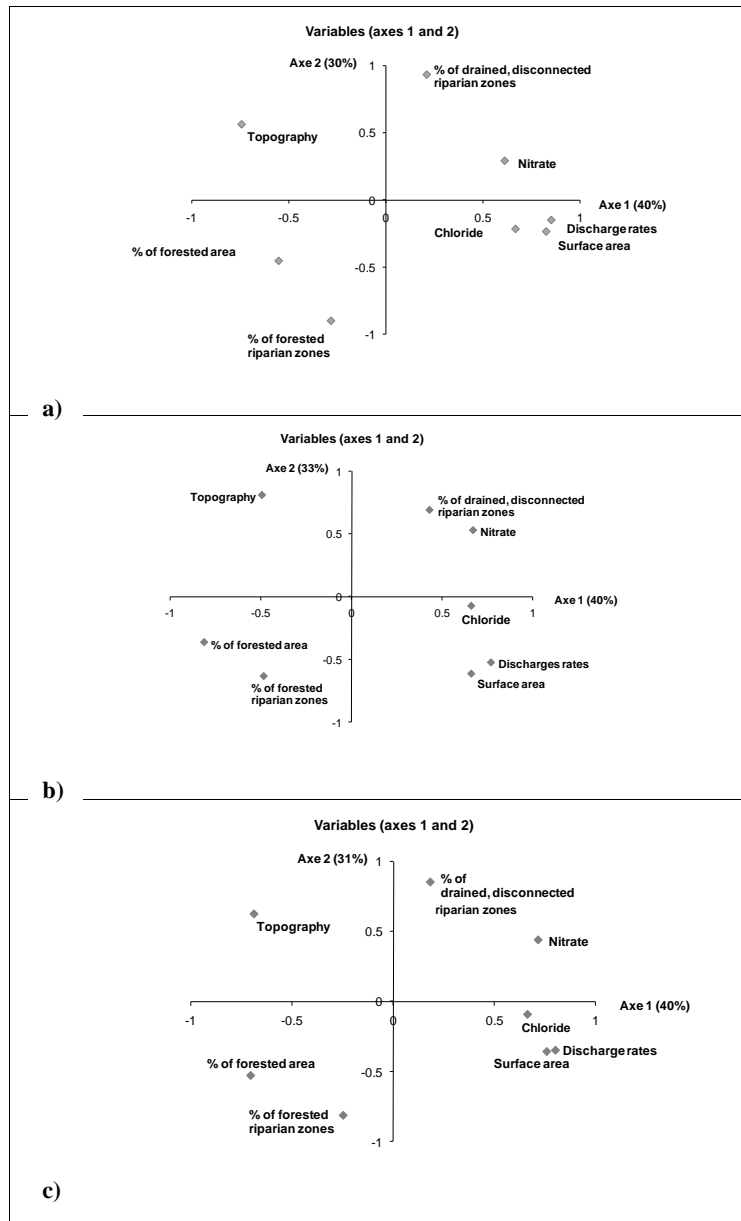 Variables (axes 1 and 2)
Axe 2 (30%)
1
% of drained, disconnected
riparian zones
Topography
0.5
Nitrate
0
Axe 1 (40%)
-1
-0.5
0
0.5
1
Chloride
Discharge rates
Surface area
% of forested area
-0.5
% of forested
riparian zones
-1
a)
Variables (axes 1 and 2)
Axe 2 (33%)
1
Topography
% of drained, disconnected
riparian zones
0.5
Nitrate
0
Axe 1 (40%)
-1
-0.5
0
0.5
1
Chloride
% of forested area
-0.5
Discharges rates
% of forested
riparian zones
Surface area
-1
b)
Variables (axes 1 and 2)
Axe 2 (31%)
1
% of
drained, disconnected
riparian zones
Topography
0.5
Nitrate
0
Axe 1 (40%)
-1
-0.5
0
0.5
1
Chloride
Discharge rates
Surface area
% of forested area
-0.5
% of forested
riparian zones
-1
c)